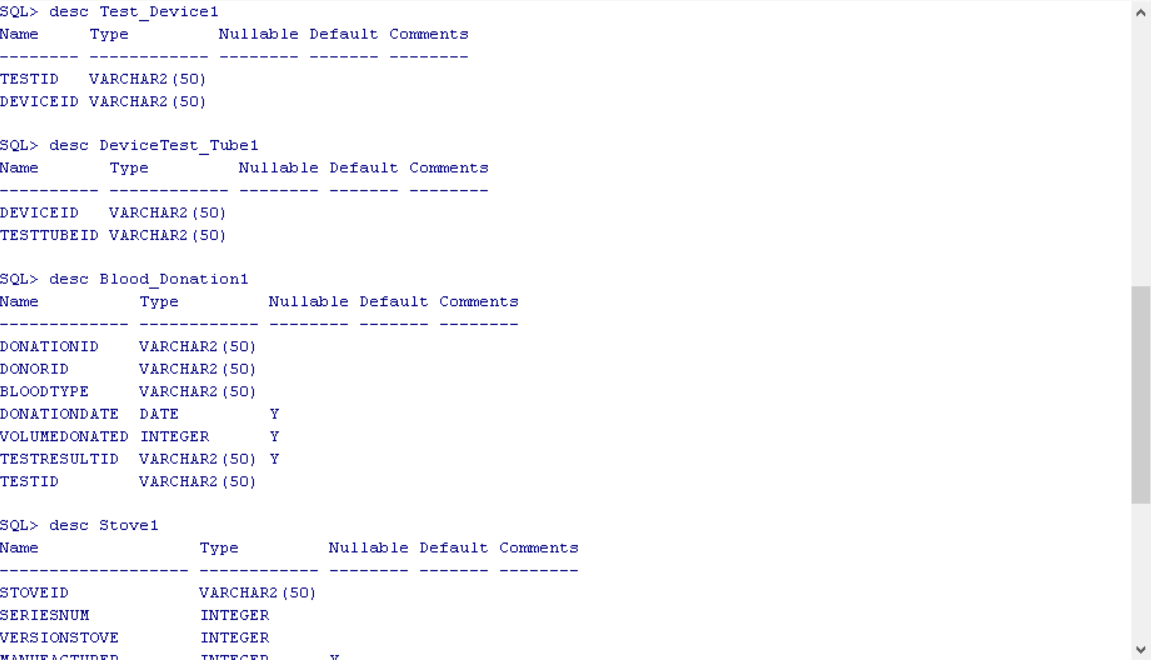 SQL> desc Test_Device1
Name     Type         Nullable Default Comments
-------- ------------ -------- ------- --------
TESTID   VARCHAR2(50)
DEVICEID VARCHAR2(50)

SQL> desc DeviceTest_Tube1
Name       Type         Nullable Default Comments
---------- ------------ -------- ------- --------
DEVICEID   VARCHAR2(50)
TESTTUBEID VARCHAR2(50)

SQL> desc Blood_Donation1
Name          Type         Nullable Default Comments
------------- ------------ -------- ------- --------
DONATIONID    VARCHAR2(50)
DONORID       VARCHAR2(50)
BLOODTYPE     VARCHAR2(50)
DONATIONDATE  DATE         Y
VOLUMEDONATED INTEGER      Y
TESTRESULTID  VARCHAR2(50) Y
TESTID        VARCHAR2(50)

SQL> desc Stove1
Name                Type         Nullable Default Comments
------------------- ------------ -------- ------- --------
STOVEID             VARCHAR2(50)
SERIESNUM           INTEGER
VERSIONSTOVE        INTEGER
MANUFACTURER        INTEGER      Y